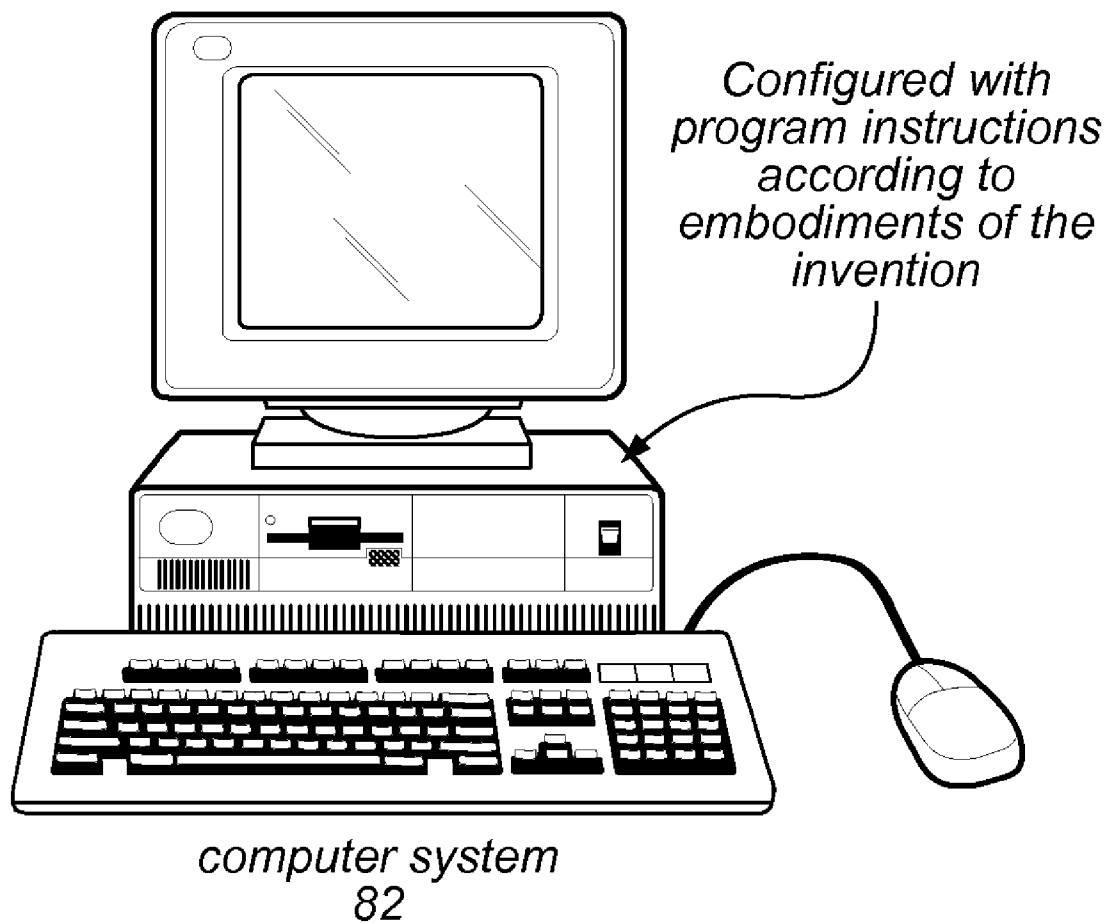 Configured with
program instructions
according to
embodiments of the
invention
computer system
82